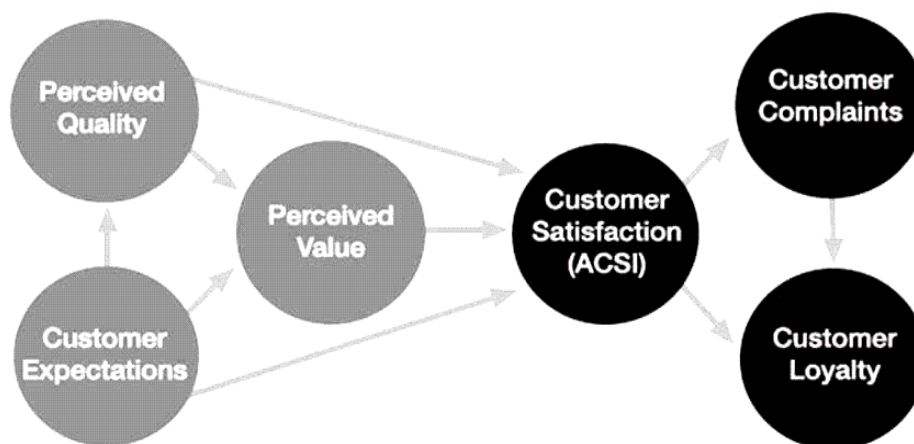 Perceived
Quality
Customer
Expectations
Perceived
Value
Customer
Satisfaction
(ACSI)
Customer
Complaints
Customer
Loyalty